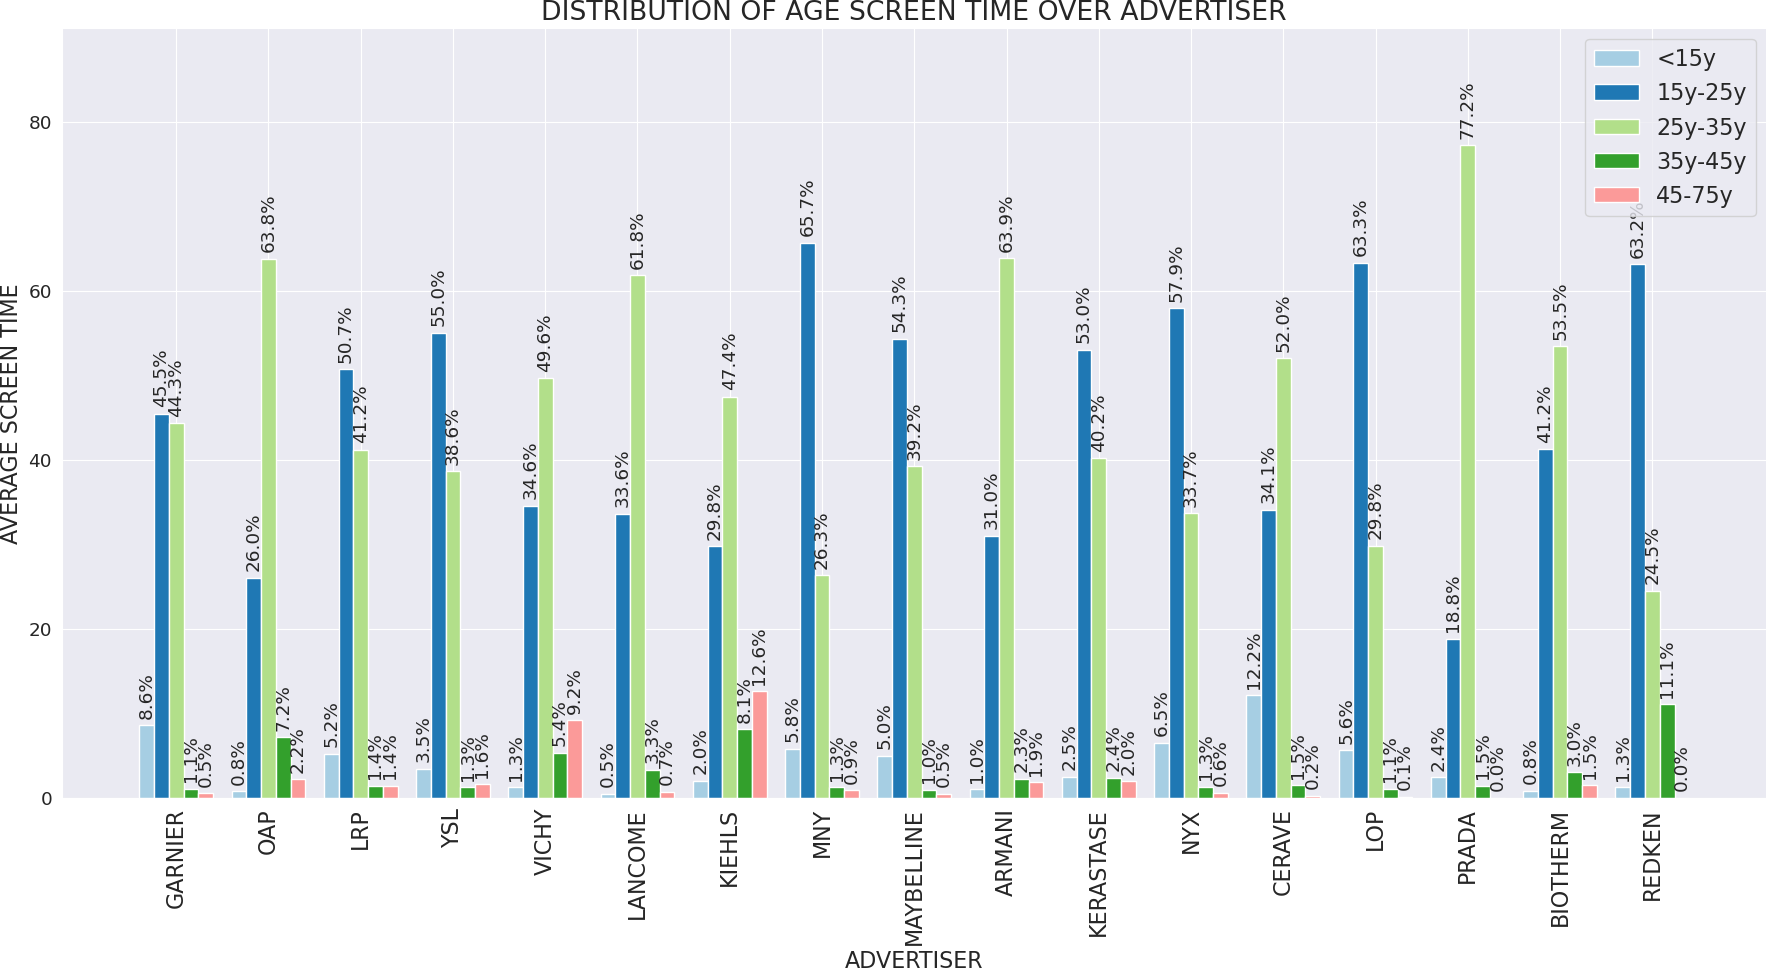 DISTRIBUTION OF AGE SCREEN TIME OVER ADVERTISER
<15y
15y-25y
25y-35y
35y-45y
45-75y
AVERAGE SCREEN TIME
80
60
40
20
0
8.6% 45.5% 44.3% 1.1% 0.5%
0.8% 26.0% 63.8% 7.2% 2.2%
5.2% 50.7% 41.2% 1.4% 1.4%
3.5% 55.0% 38.6% 1.3% 1.6%
1.3% 34.6% 49.6% 5.4% 9.2%
0.5% 33.6% 61.8% 3.3% 0.7%
2.0% 29.8% 47.4% 8.1% 12.6%
5.8% 65.7% 26.3% 1.3% 0.9%
5.0% 54.3% 39.2% 1.0% 0.5%
1.0% 31.0% 63.9% 2.3% 1.9%
2.5% 53.0% 40.2% 2.4% 2.0%
6.5% 57.9% 33.7% 1.3% 0.6%
12.2% 34.1% 52.0% 1.5% 0.2%
5.6% 63.3% 29.8% 1.1% 0.1%
2.4% 18.8% 77.2% 1.5% 0.0%
0.8% 41.2% 53.5% 3.0% 1.5%
1.3% 63.2% 24.5% 11.1% 0.0%
GARNIER
OAP
LRP
YSL
VICHY
LANCOME
KIEHLS
MNY
MAYBELLINE
ARMANI
KERASTASE
NYX
CERAVE
LOP
PRADA
BIOTHERM
REDKEN
ADVERTISER